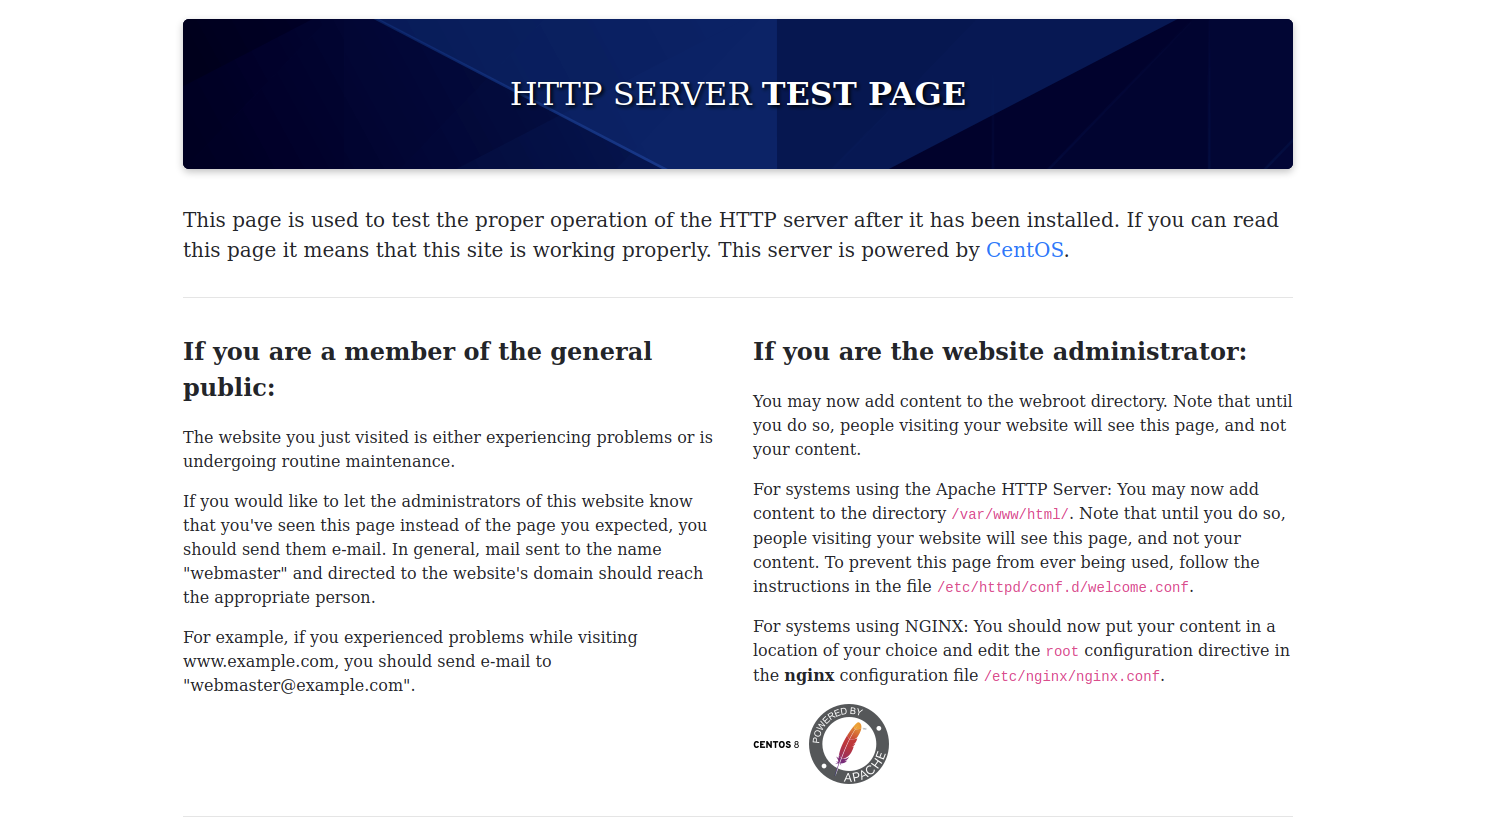 HTTP SERVER TEST PAGE
This page is used to test the proper operation of the HTTP server after it has been installed. If you can read
this page it means that this site is working properly. This server is powered by CentOS.
If you are a member of the general
public:
The website you just visited is either experiencing problems or is
undergoing routine maintenance.
If you would like to let the administrators of this website know
that you've seen this page instead of the page you expected, you
should send them e-mail. In general, mail sent to the name
"webmaster" and directed to the website's domain should reach
the appropriate person.
For example, if you experienced problems while visiting
www.example.com, you should send e-mail to
"webmaster@example.com".
If you are the website administrator:
You may now add content to the webroot directory. Note that until
you do so, people visiting your website will see this page, and not
your content.
For systems using the Apache HTTP Server: You may now add
content to the directory /var/www/html/. Note that until you do so,
people visiting your website will see this page, and not your
content. To prevent this page from ever being used, follow the
instructions in the file /etc/httpd/conf.d/welcome.conf.
For systems using NGINX: You should now put your content in a
location of your choice and edit the root configuration directive in
the nginx configuration file /etc/nginx/nginx.conf.
CENTOS 8
POWERED BY
APACHE